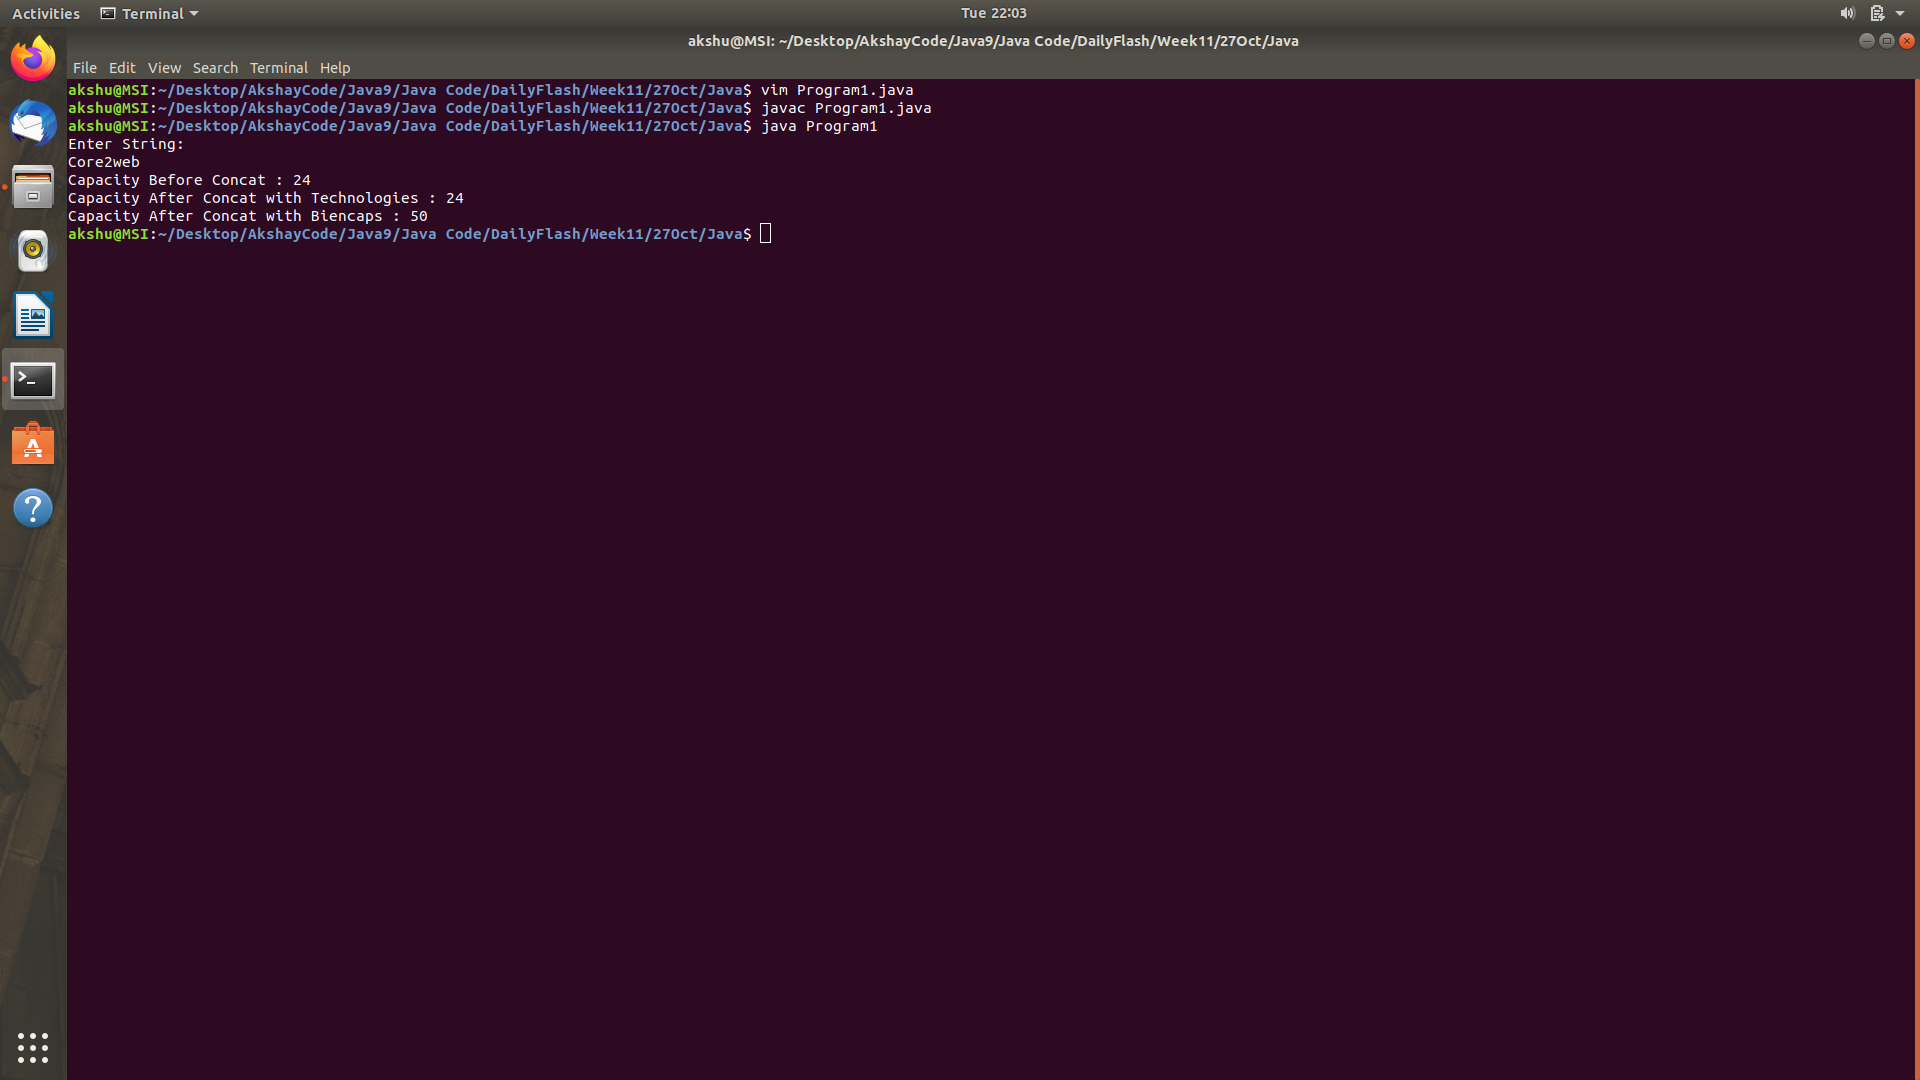 Activities Terminal Tue 22:03
akshu@MSI: ~/Desktop/AkshayCode/Java9/Java Code/DailyFlash/Week11/27Oct/Java
File Edit View Search Terminal Help
akshu@MSI:~/Desktop/AkshayCode/Java9/Java Code/DailyFlash/Week11/27Oct/Java$ vim Program1.java
akshu@MSI:~/Desktop/AkshayCode/Java9/Java Code/DailyFlash/Week11/27Oct/Java$ javac Program1.java
akshu@MSI:~/Desktop/AkshayCode/Java9/Java Code/DailyFlash/Week11/27Oct/Java$ java Program1
Enter String:
Core2web
Capacity Before Concat : 24
Capacity After Concat with Technologies : 24
Capacity After Concat with Biencaps : 50
akshu@MSI:~/Desktop/AkshayCode/Java9/Java Code/DailyFlash/Week11/27Oct/Java$